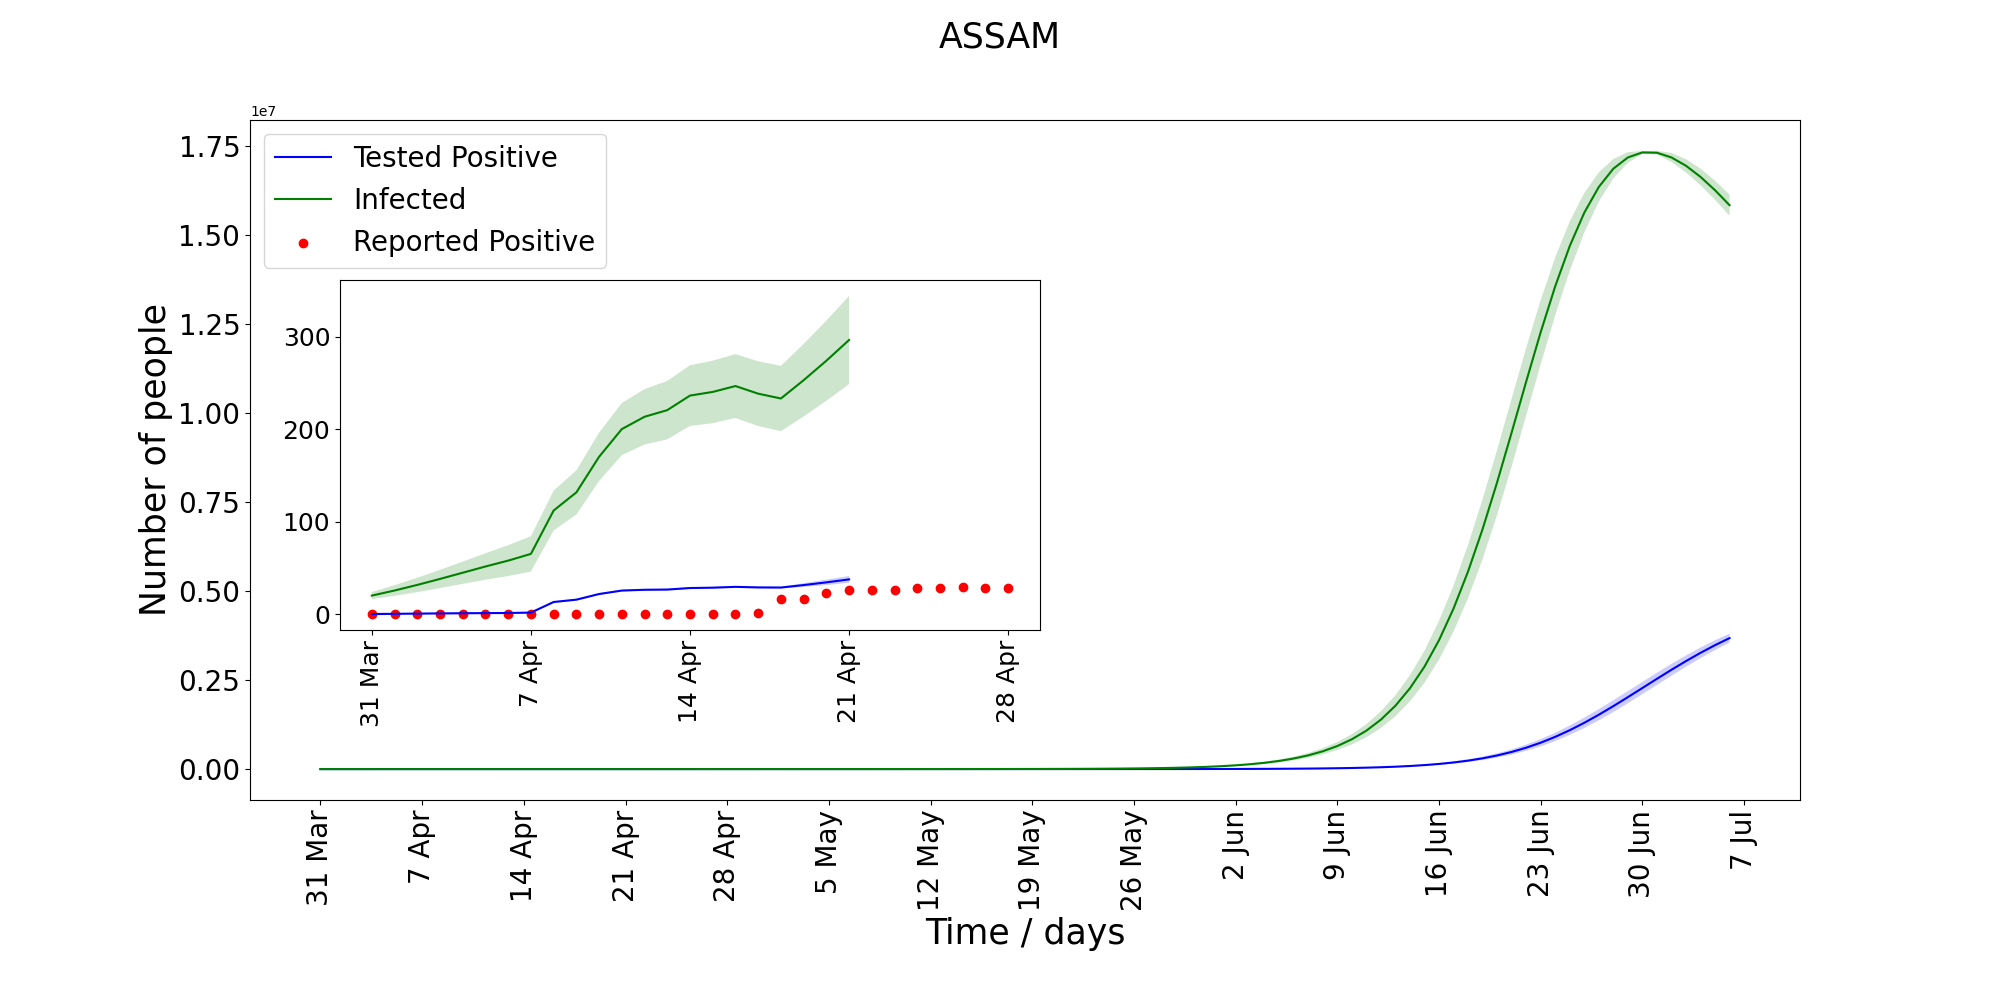 ASSAM
1e7
1.75
1.50
1.25
1.00
0.75
0.50
0.25
0.00
Number of people
Tested Positive
Infected
Reported Positive
300
200
100
0
31 Mar
7 Apr
14 Apr
21 Apr
28 Apr
31 Mar
7 Apr
14 Apr
21 Apr
28 Apr
5 May
12 May
19 May
26 May
2 Jun
9 Jun
16 Jun
23 Jun
30 Jun
7 Jul
Time / days